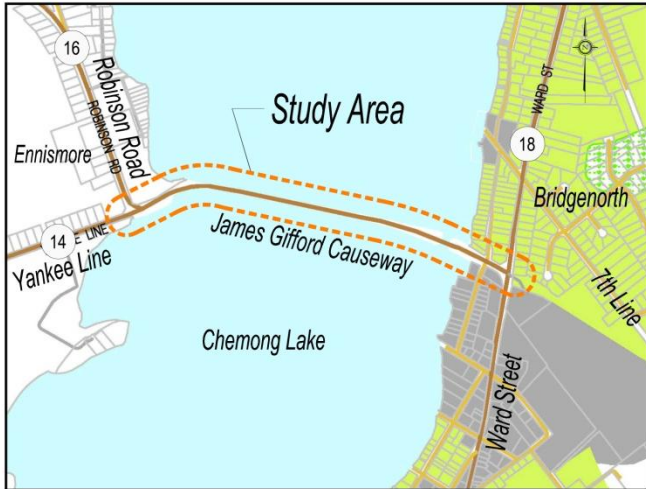 16
Robinson Road
ROBINSON RD
Ennismore
Study Area
WARD ST
18
Bridgenorth
14
E LINE
Yankee Line
James Gifford Causeway
7th Line
Chemong Lake
Ward Street